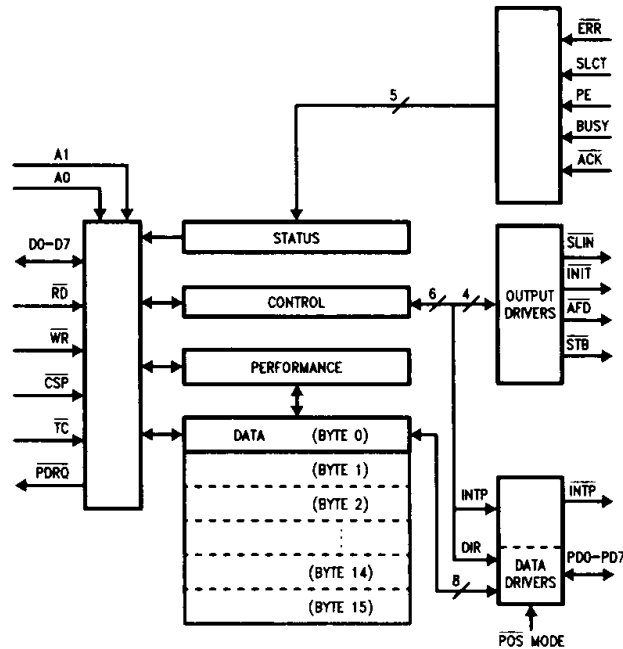 ERR
SLCT
5
PE
BUSY
ACK
A1
A0
D0-D7
STATUS
SLIN
RD
CONTROL
6
4
OUTPUT
DRIVERS
INIT
AFD
WR
STB
CSP
PERFORMANCE
TC
DATA (BYTE 0)
PDRQ
(BYTE 1)
(BYTE 2)
INTP
INTP
DIR
DATA
DRIVERS
PD0-PD7
(BYTE 14)
8
(BYTE 15)
POS MODE